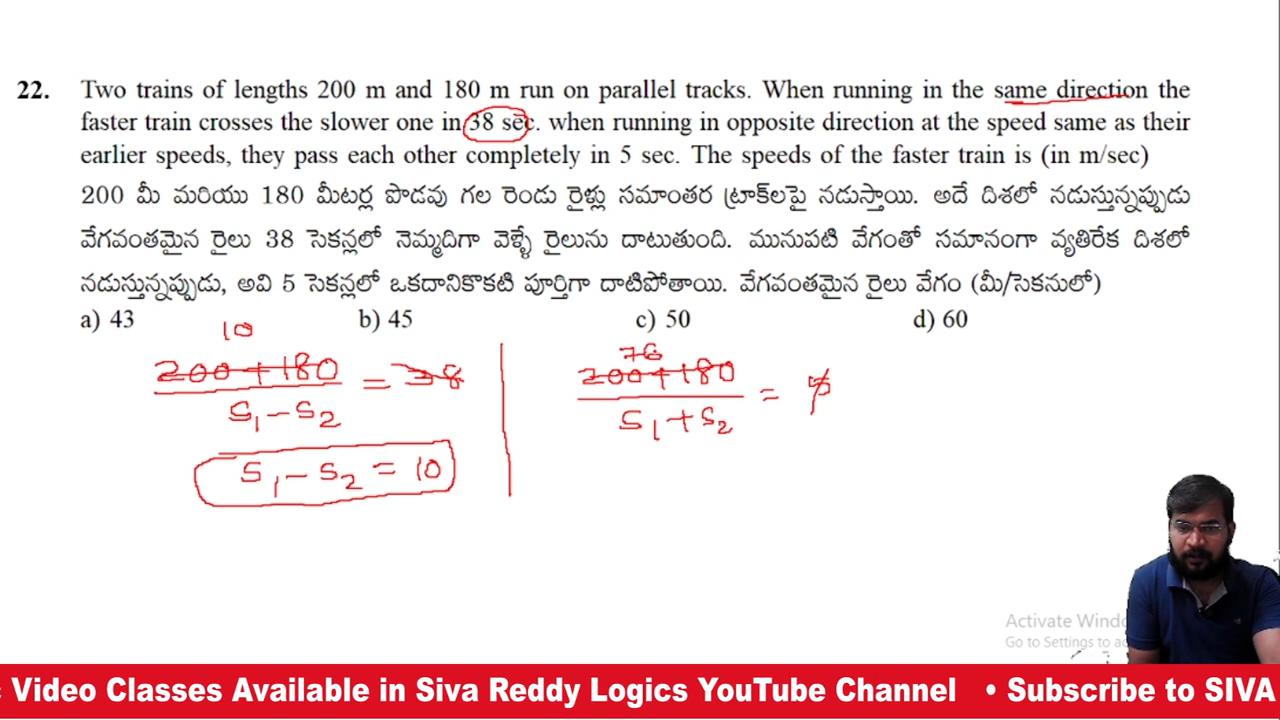 22. Two trains of lengths 200 m and 180 m run on parallel tracks. When running in the same direction the
faster train crosses the slower one in 38 sec. when running in opposite direction at the speed same as their
earlier speeds, they pass each other completely in 5 sec. The speeds of the faster train is (in m/sec)
200 మీ మరియు 180 మీటర్ల పొడవు గల రెండు రైళ్లు సమాంతర ట్రాక్‌లపై నడుస్తాయి. అదే దిశలో నడుస్తున్నప్పుడు
వేగవంతమైన రైలు 38 సెకన్లలో నెమ్మదిగా వెళ్ళే రైలును దాటుతుంది. మునుపటి వేగంతో సమానంగా వ్యతిరేక దిశలో
నడుస్తున్నప్పుడు, అవి 5 సెకన్లలో ఒకదానికొకటి పూర్తిగా దాటిపోతాయి. వేగవంతమైన రైలు వేగం (మీ/సెకనులో)
a) 43 b) 45 c) 50 d) 60
10
200+180 = 38
S₁-S₂
S₁-S₂ = 10
76
200+180 = 5
S₁+S₂
Activate Windo
Go to Settings to a
Video Classes Available in Siva Reddy Logics YouTube Channel • Subscribe to SIVA